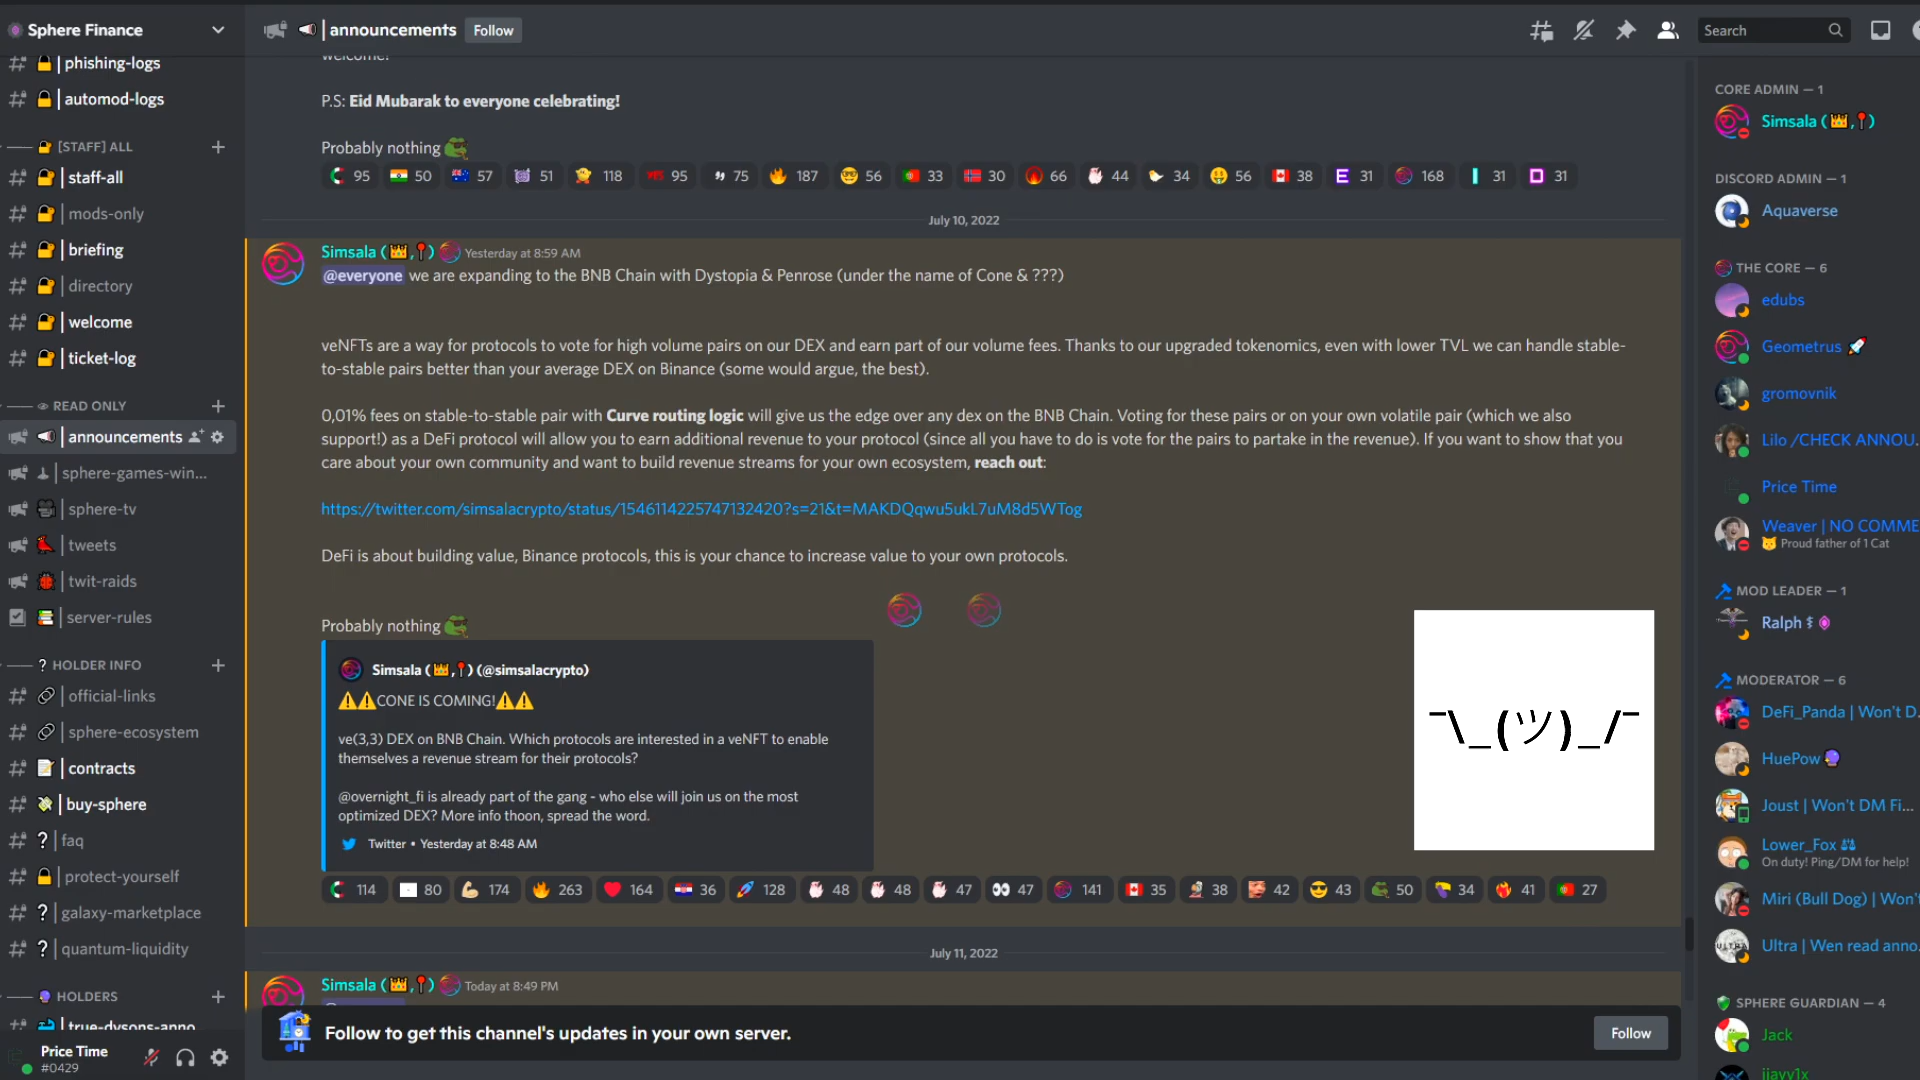 Sphere Finance
phishing-logs
automod-logs
[STAFF] ALL
staff-all
mods-only
briefing
directory
welcome
ticket-log
READ ONLY
announcements
sphere-games-win...
sphere-tv
tweets
twit-raids
server-rules
? HOLDER INFO
official-links
sphere-ecosystem
contracts
buy-sphere
? faq
protect-yourself
? galaxy-marketplace
? quantum-liquidity
HOLDERS
true-dysons-anno
Price Time
#0429
announcements Follow
Search
welcome!
P.S: Eid Mubarak to everyone celebrating!
Probably nothing
95 50 57 51 118 95 75 187 56 33 30 66 44 34 56 38 E 31 168 31 31
July 10, 2022
Simsala ( , ) Yesterday at 8:59 AM
@everyone we are expanding to the BNB Chain with Dystopia & Penrose (under the name of Cone & ???)
veNFTs are a way for protocols to vote for high volume pairs on our DEX and earn part of our volume fees. Thanks to our upgraded tokenomics, even with lower TVL we can handle stable-
to-stable pairs better than your average DEX on Binance (some would argue, the best).
0,01% fees on stable-to-stable pair with Curve routing logic will give us the edge over any dex on the BNB Chain. Voting for these pairs or on your own volatile pair (which we also
support!) as a DeFi protocol will allow you to earn additional revenue to your protocol (since all you have to do is vote for the pairs to partake in the revenue). If you want to show that you
care about your own community and want to build revenue streams for your own ecosystem, reach out:
https://twitter.com/simsalacrypto/status/1546114225747132420?s=21&t=MAKDQqwu5ukL7uM8d5WTog
DeFi is about building value, Binance protocols, this is your chance to increase value to your own protocols.
Probably nothing
Simsala ( , ) (@simsalacrypto)
CONE IS COMING!
ve(3,3) DEX on BNB Chain. Which protocols are interested in a veNFT to enable
themselves a revenue stream for their protocols?
@overnight_fi is already part of the gang - who else will join us on the most
optimized DEX? More info thoon, spread the word.
Twitter • Yesterday at 8:48 AM
¯\_(ツ)_/¯
114 80 174 263 164 36 128 48 48 47 47 141 35 38 42 43 50 34 41 27
July 11, 2022
Simsala ( , ) Today at 8:49 PM
Follow to get this channel's updates in your own server.
Follow
CORE ADMIN — 1
Simsala ( , )
DISCORD ADMIN — 1
Aquaverse
THE CORE — 6
edubs
Geometrus
gromovnik
Lilo /CHECK ANNOU...
Price Time
Weaver | NO COMME
Proud father of 1 Cat
MOD LEADER — 1
Ralph
MODERATOR — 6
DeFi_Panda | Won't D...
HuePow
Joust | Won't DM Fi...
Lower_Fox
On duty! Ping/DM for help!
Miri (Bull Dog) | Won't
Ultra | Wen read anno...
SPHERE GUARDIAN — 4
Jack